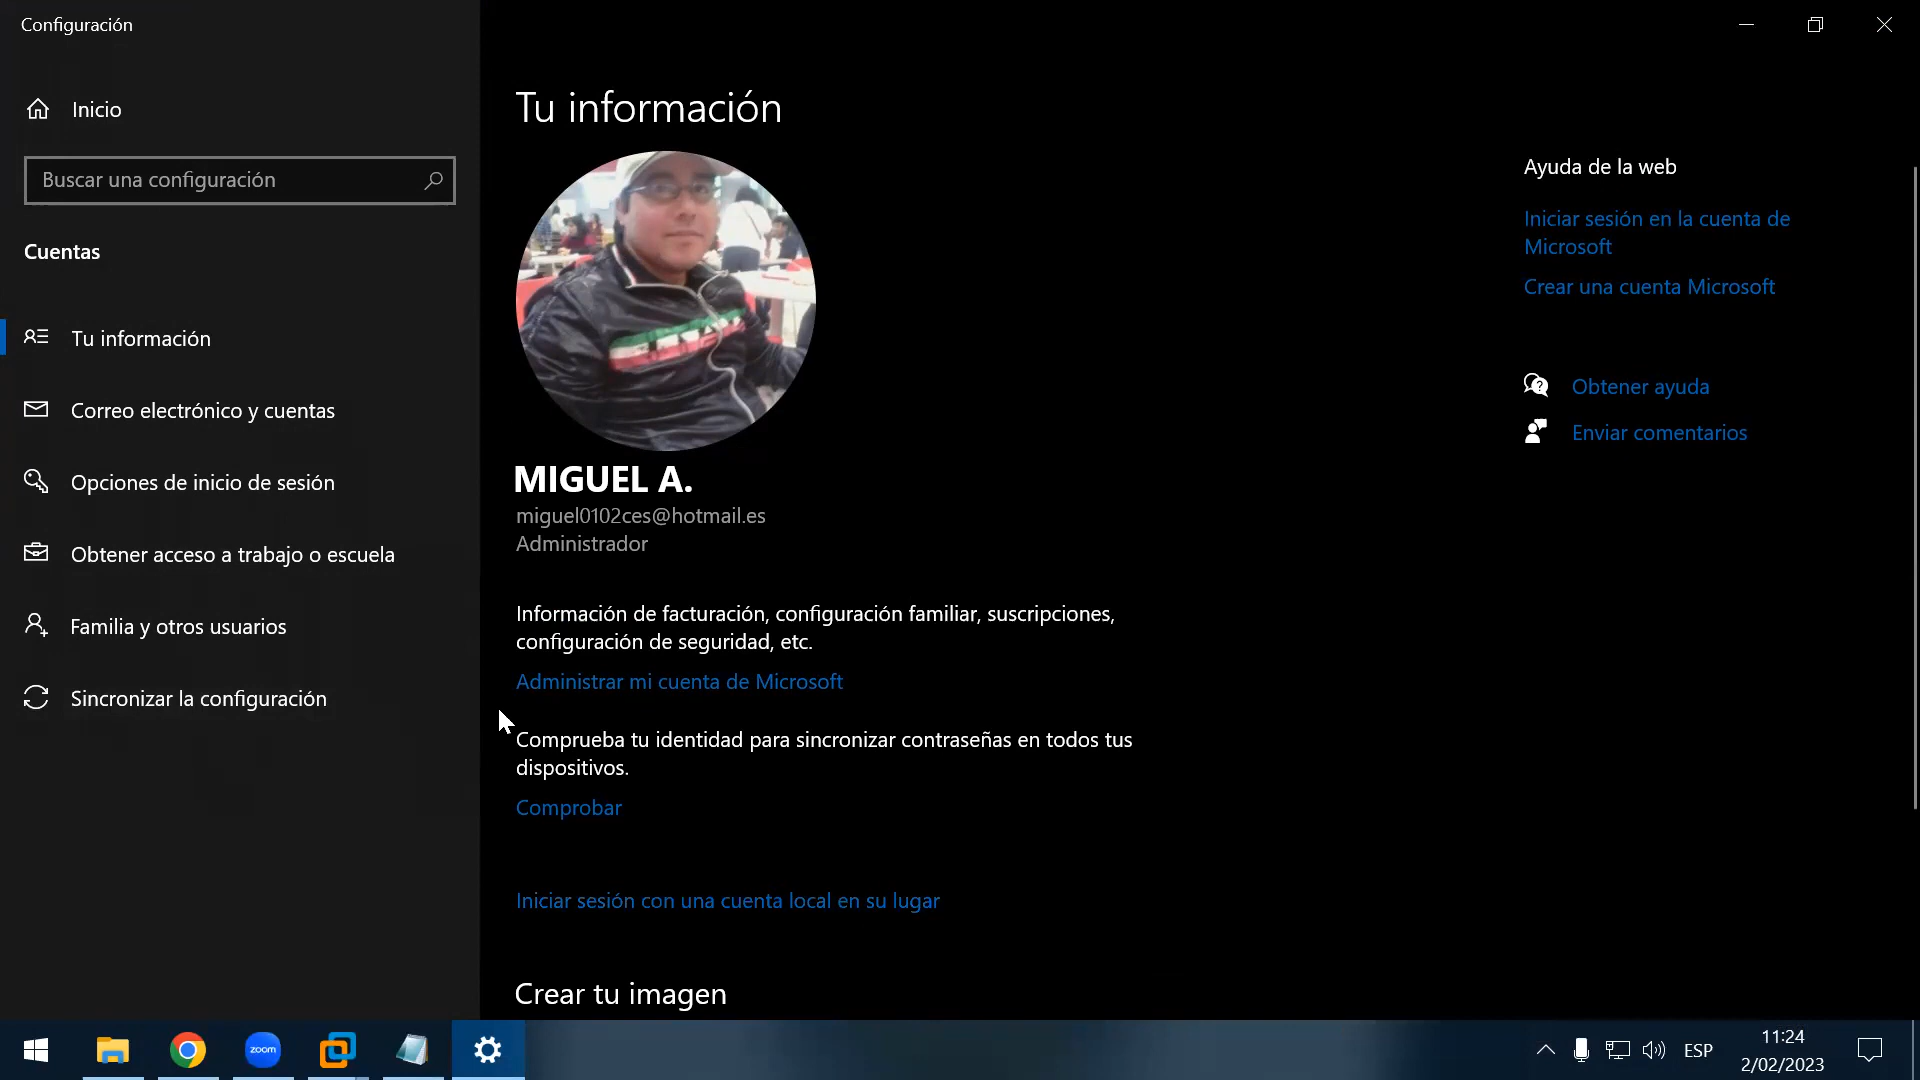 Configuración
Inicio
Buscar una configuración
Cuentas
Tu información
Correo electrónico y cuentas
Opciones de inicio de sesión
Obtener acceso a trabajo o escuela
Familia y otros usuarios
Sincronizar la configuración
Tu información
MIGUEL A.
miguel0102ces@hotmail.es
Administrador
Información de facturación, configuración familiar, suscripciones,
configuración de seguridad, etc.
Administrar mi cuenta de Microsoft
Comprueba tu identidad para sincronizar contraseñas en todos tus
dispositivos.
Comprobar
Iniciar sesión con una cuenta local en su lugar
Crear tu imagen
Ayuda de la web
Iniciar sesión en la cuenta de
Microsoft
Crear una cuenta Microsoft
Obtener ayuda
Enviar comentarios
zoom
ESP
11:24
2/02/2023